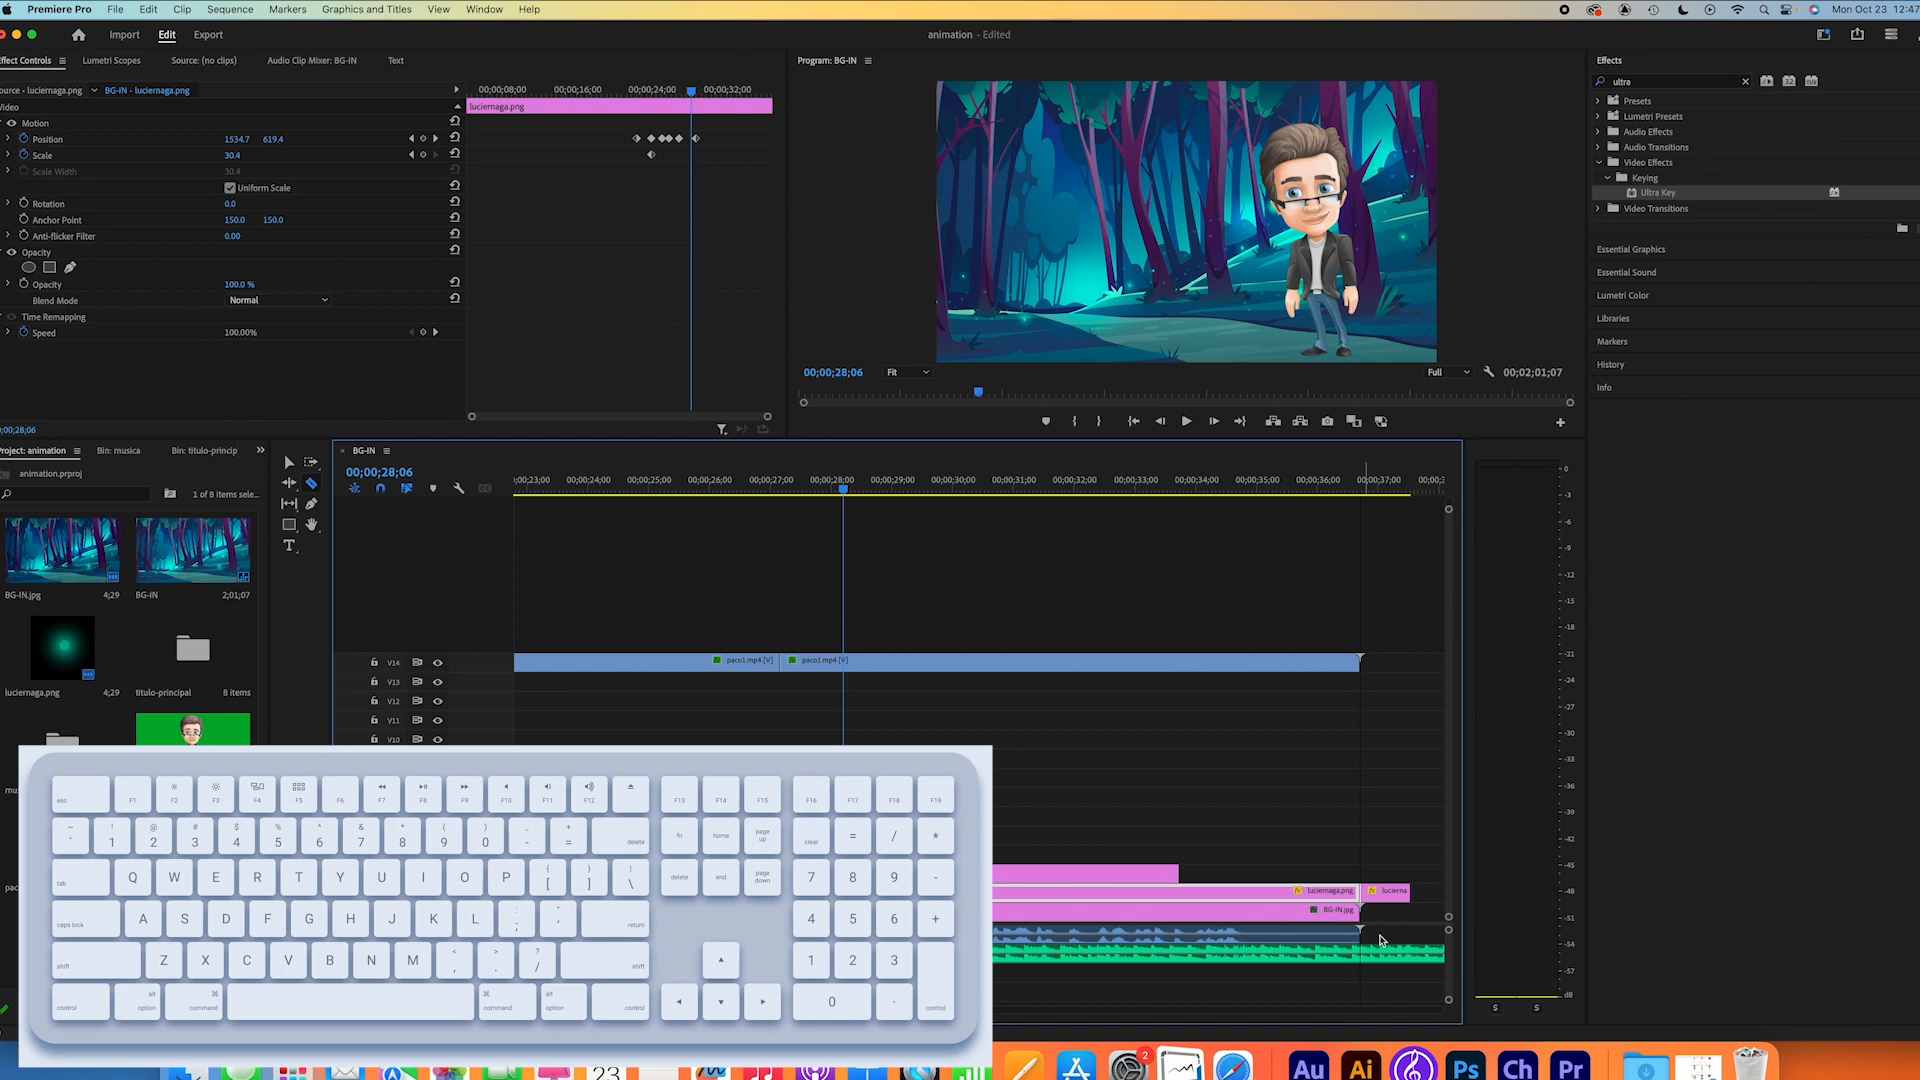 Premiere Pro File Edit Clip Sequence Markers Graphics and Titles View Window Help
Mon Oct 23 12:47
Import Edit Export
animation - Edited
Effect Controls Lumetri Scopes Source: (no clips) Audio Clip Mixer: BG-IN Text
Source - luciernaga.png BG-IN - luciernaga.png
00;00;08;00 00;00;16;00 00;00;24;00 00;00;32;00
Video
luciernaga.png
Motion
Position 1534.7 619.4
Scale 30.4
Scale Width 30.4
Uniform Scale
Rotation 0.0
Anchor Point 150.0 150.0
Anti-flicker Filter 0.00
Opacity
Opacity 100.0 %
Blend Mode Normal
Time Remapping
Speed 100.00%
;00;28;06
Program: BG-IN
00;00;28;06 Fit Full 00;02;01;07
Effects
ultra
Presets
Lumetri Presets
Audio Effects
Audio Transitions
Video Effects
Keying
Ultra Key
Video Transitions
Essential Graphics
Essential Sound
Lumetri Color
Libraries
Markers
History
Info
Project: animation Bin: musica Bin: titulo-princip
animation.prproj
1 of 8 items sele...
BG-IN.jpg 4;29 BG-IN 2;01;07
luciernaga.png 4;29 titulo-principal 8 items
BG-IN
00;00;28;06
;00;23;00 00;00;24;00 00;00;25;00 00;00;26;00 00;00;27;00 00;00;28;00 00;00;29;00 00;00;30;00 00;00;31;00 00;00;32;00 00;00;33;00 00;00;34;00 00;00;35;00 00;00;36;00 00;00;37;00 00;00;3
V14 paco1.mp4 [V] paco1.mp4 [V]
V13
V12
V11
V10
luciernaga.png lucierna
BG-IN.jpg
0
-3
-6
-9
-12
-15
-18
-21
-24
-27
-30
-33
-36
-39
-42
-45
-48
-51
-54
-57
dB
S S
esc F1 F2 F3 F4 F5 F6 F7 F8 F9 F10 F11 F12 F13 F14 F15 F16 F17 F18 F19
~ ! @ # $ % ^ & * ( ) _ +
` 1 2 3 4 5 6 7 8 9 0 - = delete fn home page up clear = / *
tab Q W E R T Y U I O P { [ } ] | \ delete end page down 7 8 9 -
caps lock A S D F G H J K L : ; " ' return 4 5 6 +
shift Z X C V B N M < , > . ? / shift 1 2 3
control alt option ⌘ command ⌘ command alt option control 0 . control
23 2 Au Ai Ps Ch Pr